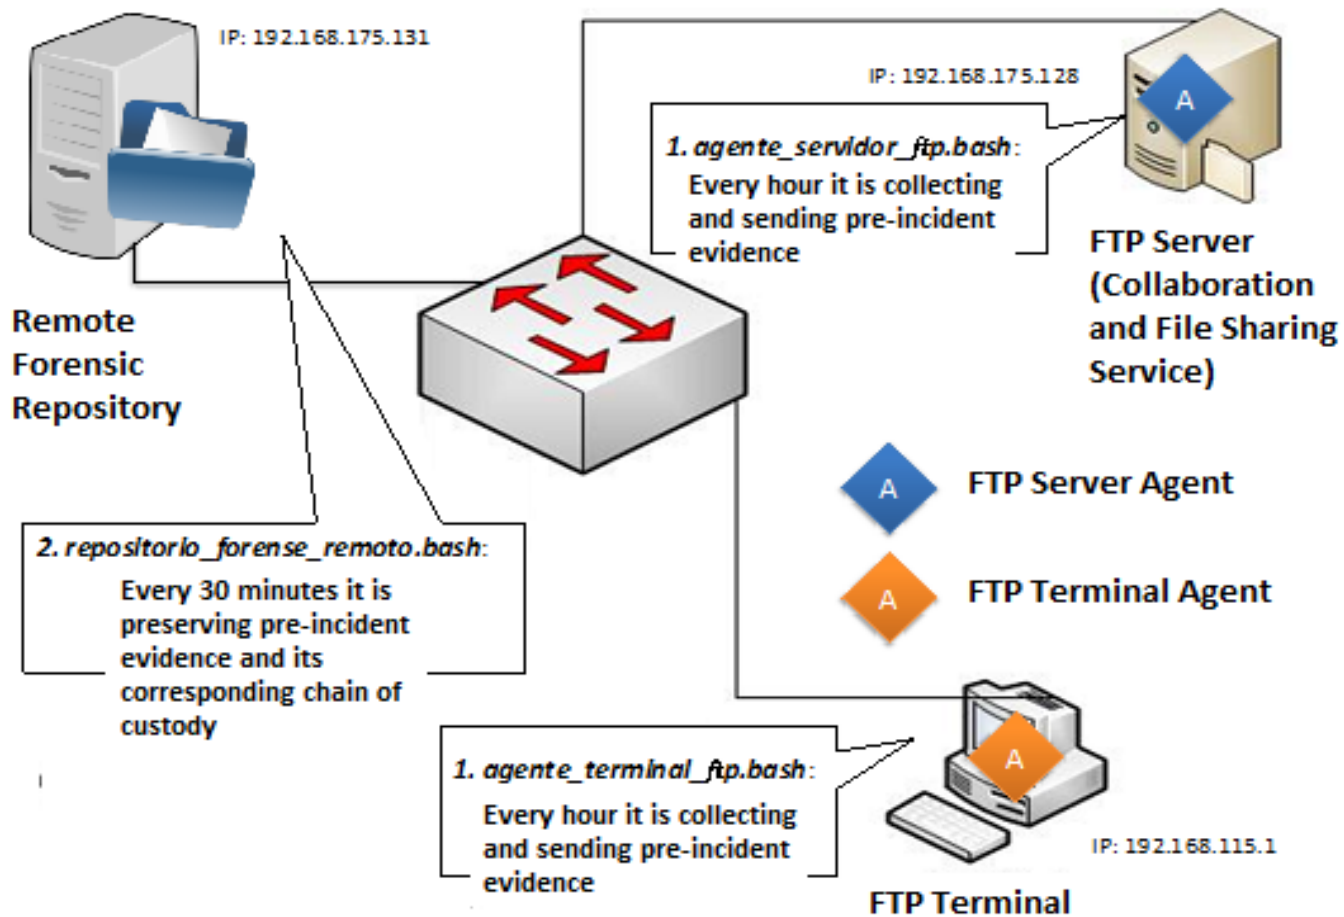 IP: 192.168.175.131
IP: 192.168.175.128
A
1. agente_servidor_ftp.bash:
Every hour it is collecting
and sending pre-incident
evidence
FTP Server
(Collaboration
and File Sharing
Service)
Remote
Forensic
Repository
A
FTP Server Agent
2. repositorio_forense_remoto.bash:
Every 30 minutes it is
preserving pre-incident
evidence and its
corresponding chain of
custody
A
FTP Terminal Agent
1. agente_terminal_ftp.bash:
Every hour it is collecting
and sending pre-incident
evidence
A
IP: 192.168.115.1
FTP Terminal